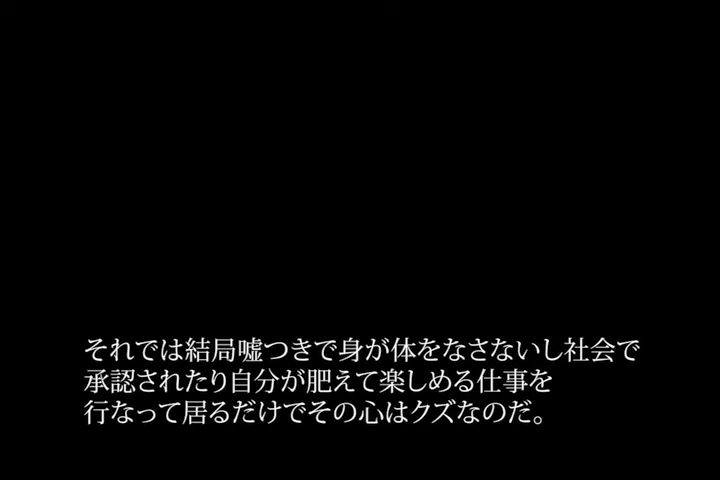 それでは結局嘘つきで身が体をなさないし社会で
承認されたり自分が肥えて楽しめる仕事を
行なって居るだけでその心はクズなのだ。